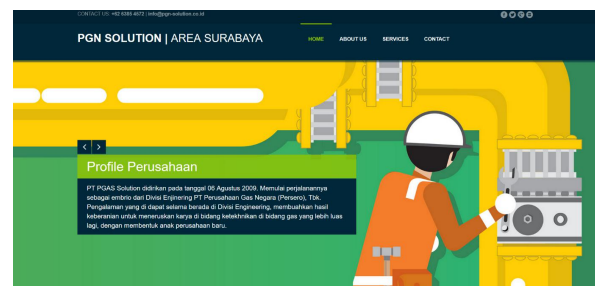 CONTACT US: +62 8385 4672 | info@pgn-solution.co.id
PGN SOLUTION | AREA SURABAYA
HOME
ABOUT US
SERVICES
CONTACT
Profile Perusahaan
PT PGAS Solution didirikan pada tanggal 06 Agustus 2009. Memulai perjalanannya
sebagai embrio dari Divisi Enjinering PT Perusahaan Gas Negara (Persero), Tbk.
Pengalaman yang di dapat selama berada di Divisi Engineering, membuahkan hasil
keberanian untuk meneruskan karya di bidang ketekhnikan di bidang gas yang lebih luas
lagi, dengan membentuk anak perusahaan baru.